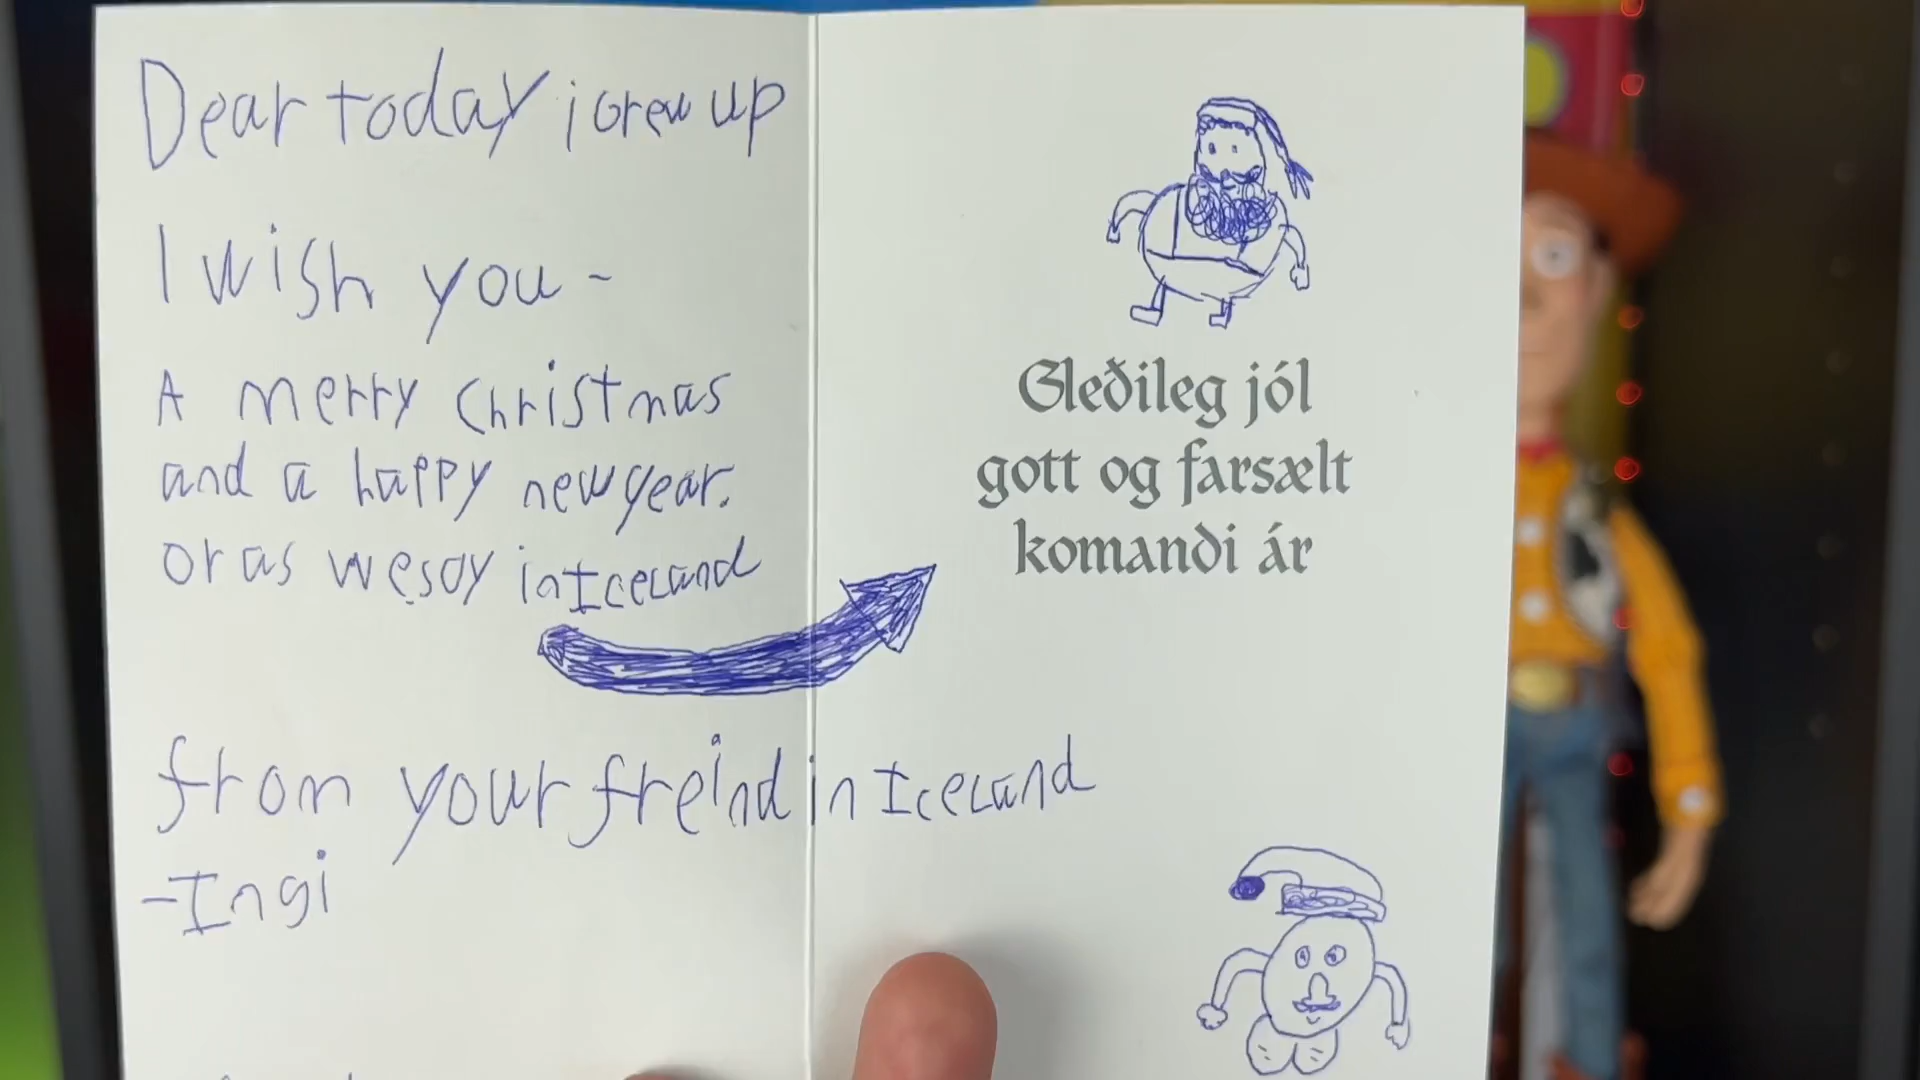 Dear today i Grew up
I wish you ~
A merry Christmas
and a happy new year.
or as we say in Iceland
Gleðileg jól
gott og farsælt
komandi ár
from your freind in Iceland
-Ingi